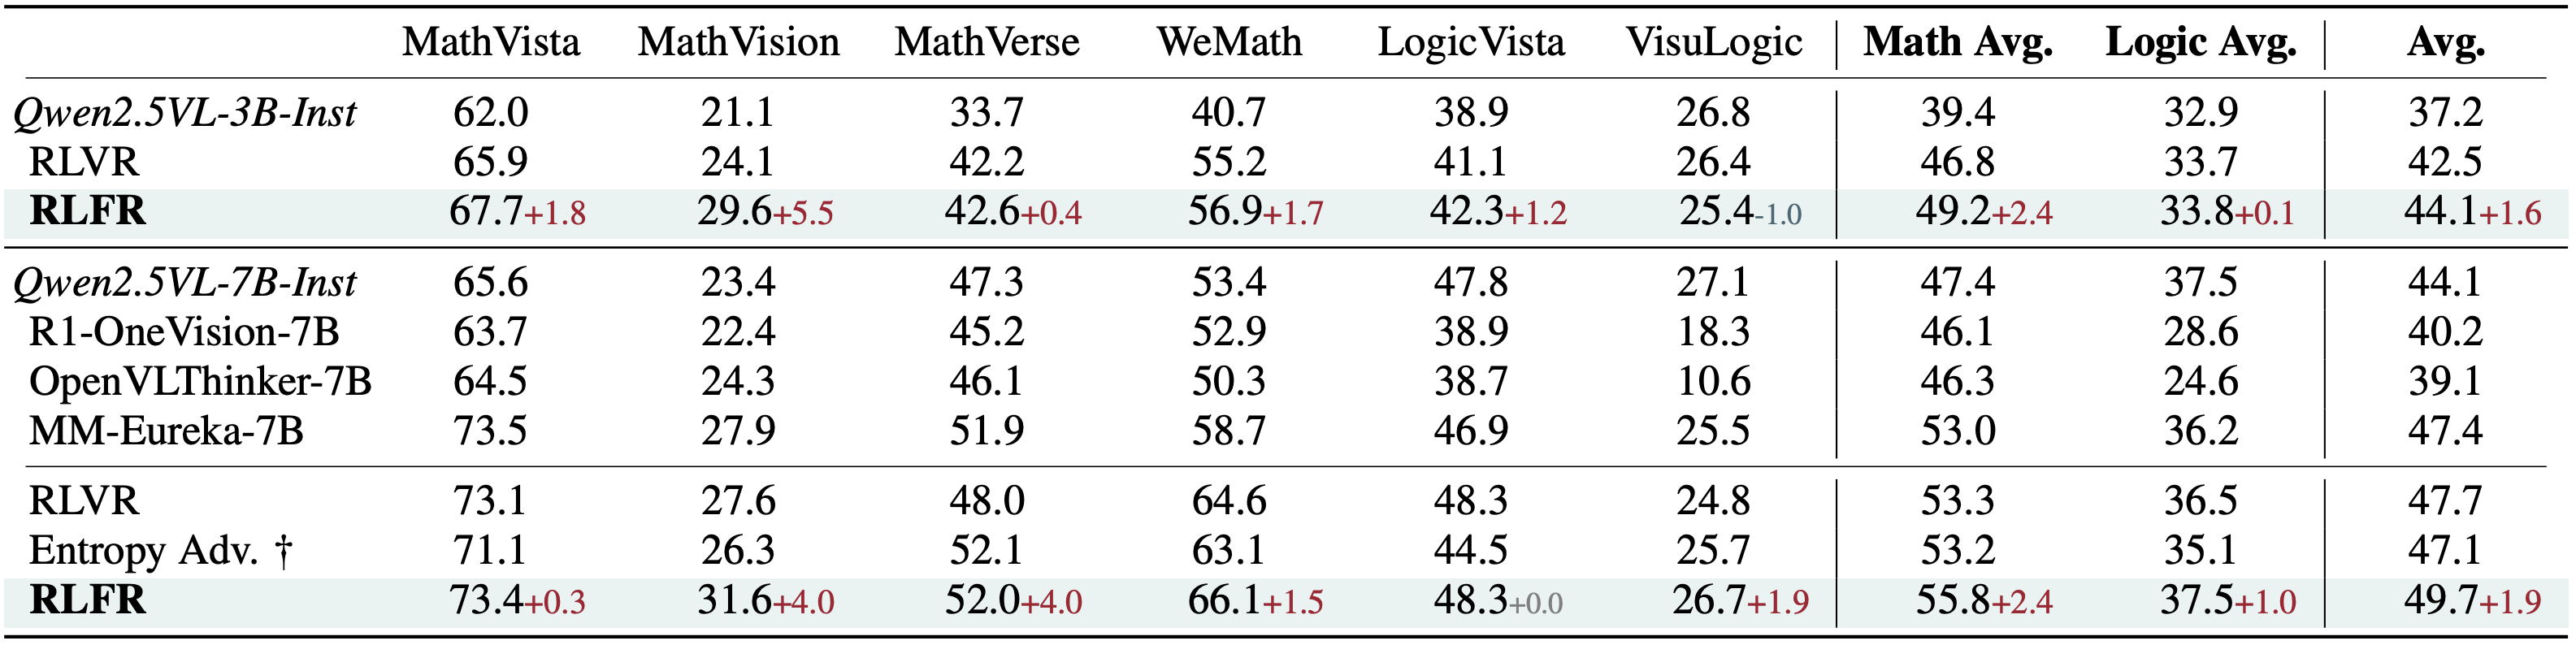 MathVista MathVision MathVerse WeMath LogicVista VisuLogic Math Avg. Logic Avg. Avg.
Qwen2.5VL-3B-Inst 62.0 21.1 33.7 40.7 38.9 26.8 39.4 32.9 37.2
RLVR 65.9 24.1 42.2 55.2 41.1 26.4 46.8 33.7 42.5
RLFR 67.7+1.8 29.6+5.5 42.6+0.4 56.9+1.7 42.3+1.2 25.4-1.0 49.2+2.4 33.8+0.1 44.1+1.6
Qwen2.5VL-7B-Inst 65.6 23.4 47.3 53.4 47.8 27.1 47.4 37.5 44.1
R1-OneVision-7B 63.7 22.4 45.2 52.9 38.9 18.3 46.1 28.6 40.2
OpenVLThinker-7B 64.5 24.3 46.1 50.3 38.7 10.6 46.3 24.6 39.1
MM-Eureka-7B 73.5 27.9 51.9 58.7 46.9 25.5 53.0 36.2 47.4
RLVR 73.1 27.6 48.0 64.6 48.3 24.8 53.3 36.5 47.7
Entropy Adv. † 71.1 26.3 52.1 63.1 44.5 25.7 53.2 35.1 47.1
RLFR 73.4+0.3 31.6+4.0 52.0+4.0 66.1+1.5 48.3+0.0 26.7+1.9 55.8+2.4 37.5+1.0 49.7+1.9